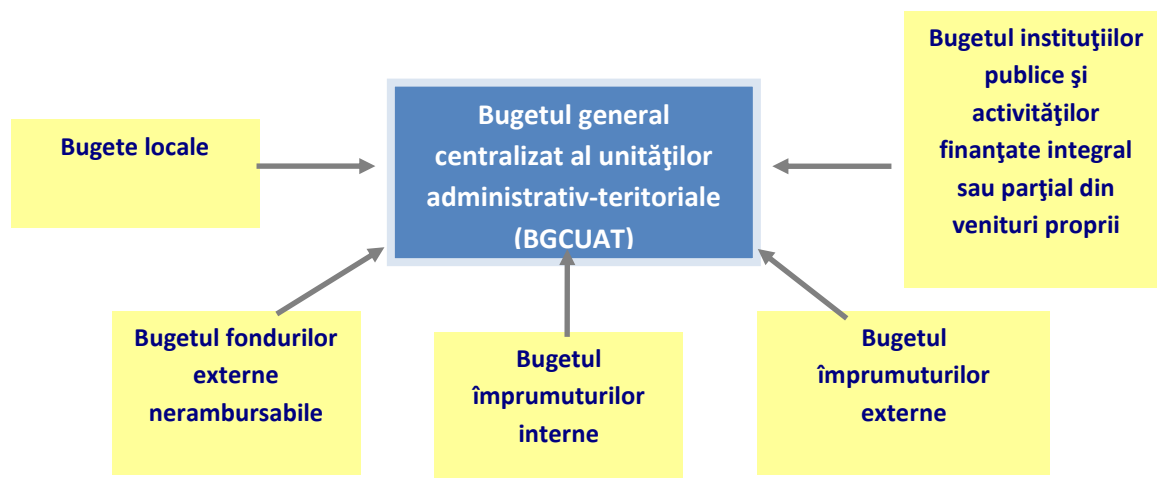 Bugetul instituţiilor
publice şi
activităţilor
finanţate integral
sau parţial din
venituri proprii
Bugetul general
centralizat al unităţilor
administrativ-teritoriale
(BGCUAT)
Bugete locale
Bugetul fondurilor
externe
nerambursabile
Bugetul
împrumuturilor
interne
Bugetul
împrumuturilor
externe